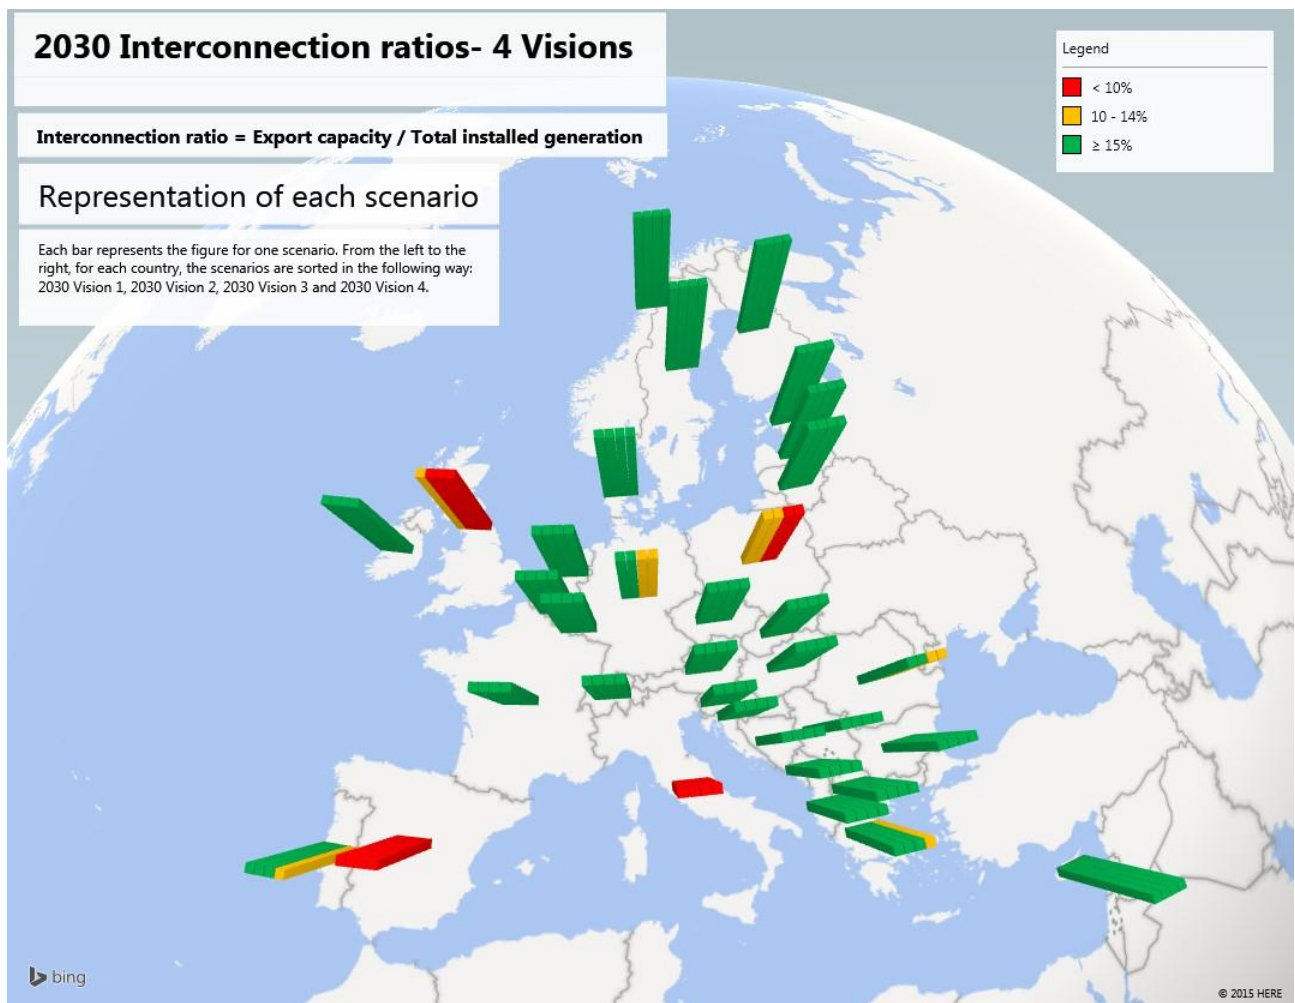 2030 Interconnection ratios- 4 Visions
Interconnection ratio = Export capacity / Total installed generation
Representation of each scenario
Each bar represents the figure for one scenario. From the left to the
right, for each country, the scenarios are sorted in the following way:
2030 Vision 1, 2030 Vision 2, 2030 Vision 3 and 2030 Vision 4.
Legend
< 10%
10 - 14%
≥ 15%
bing
© 2015 HERE